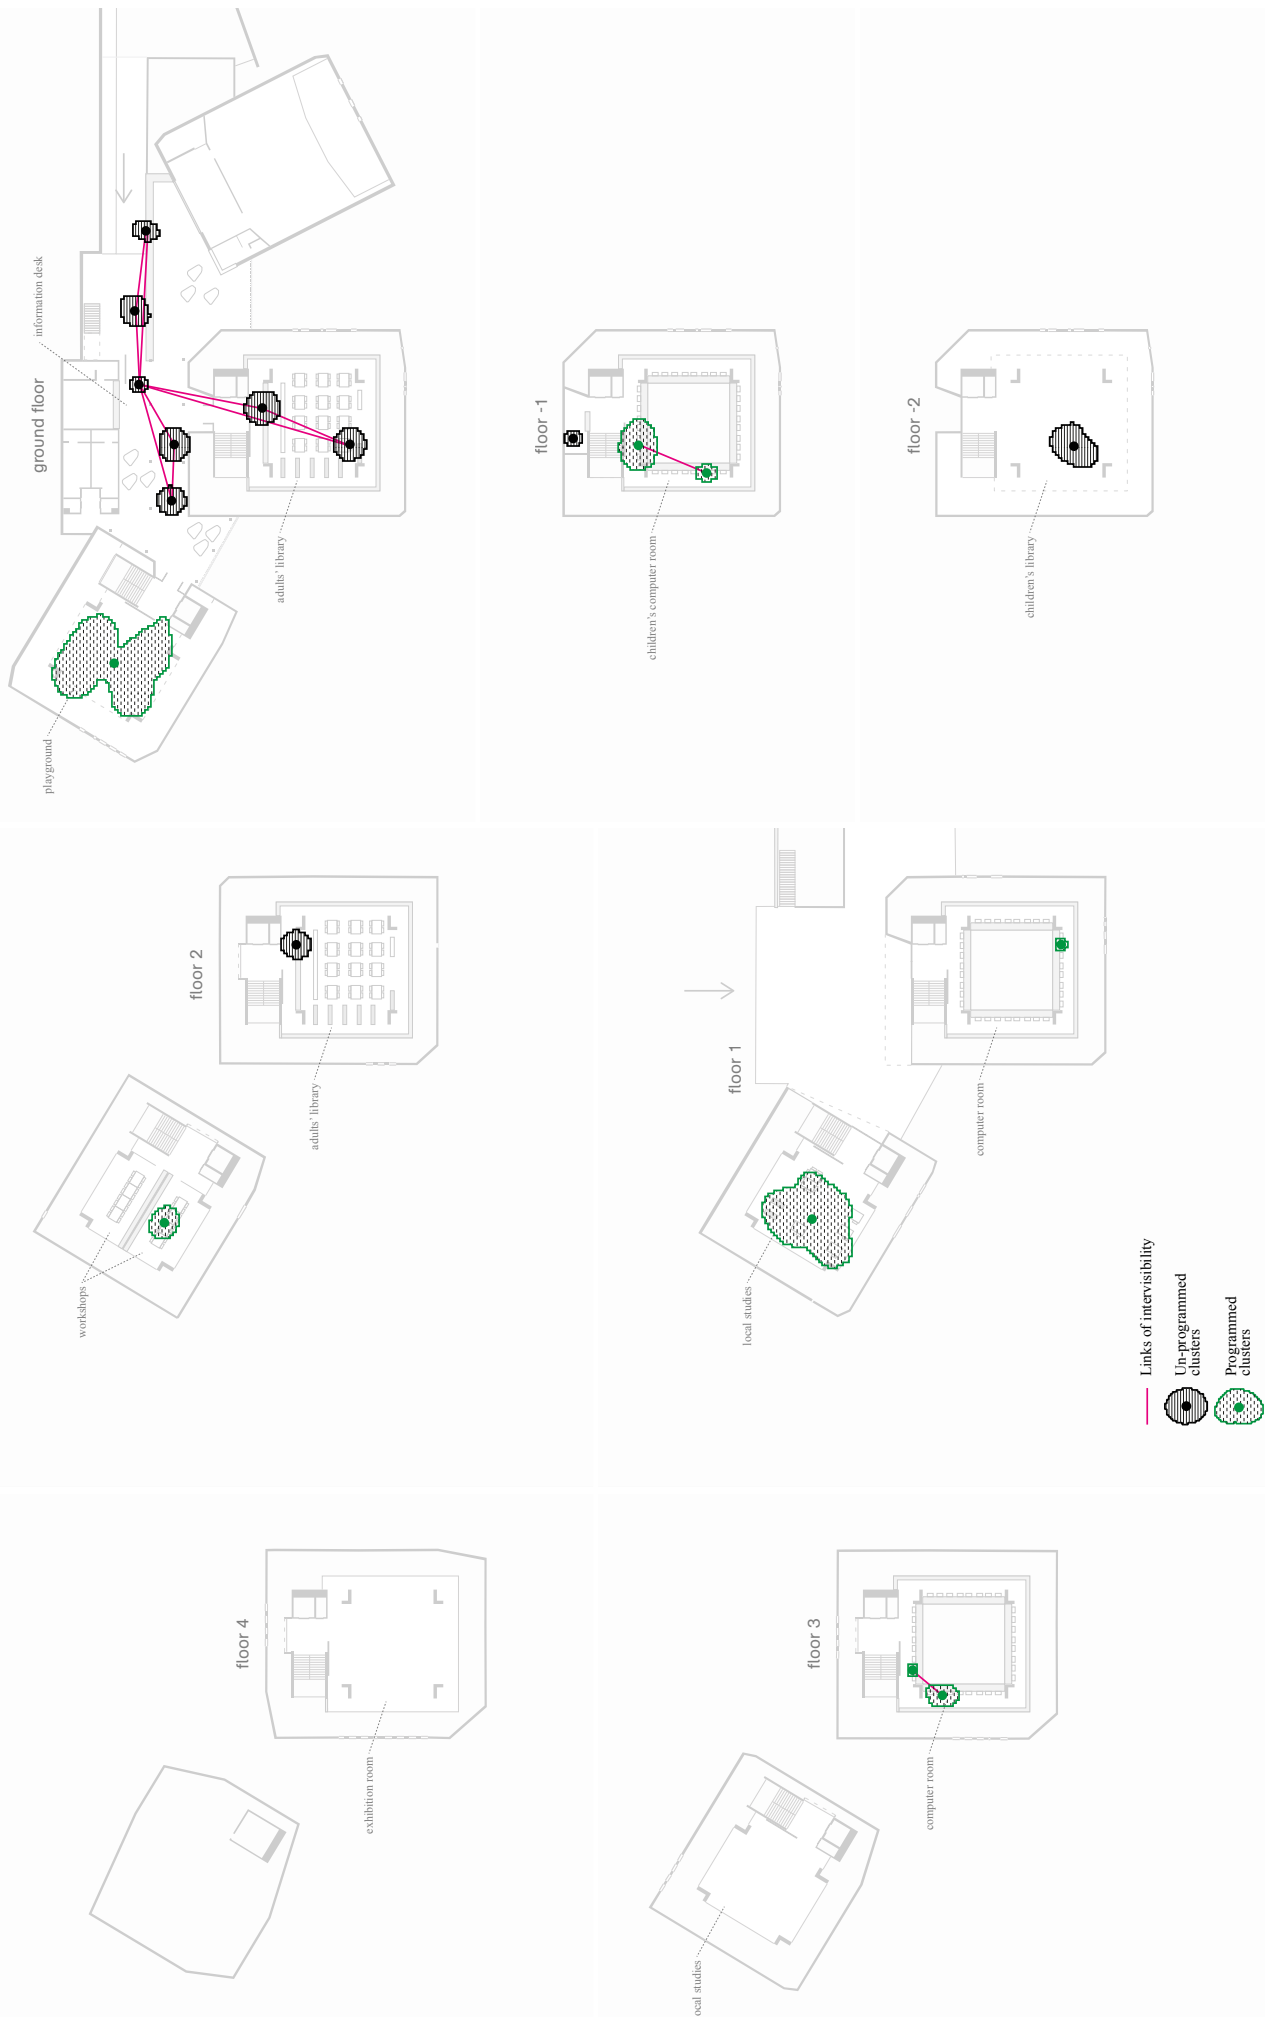 ground floor
information desk
adults' library
playground
floor -1
children's computer room
floor -2
children's library
floor 2
adults' library
workshops
floor 1
computer room
local studies
Links of intervisibility
Un-programmed
clusters
Programmed
clusters
floor 4
exhibition room
floor 3
computer room
ocal studies